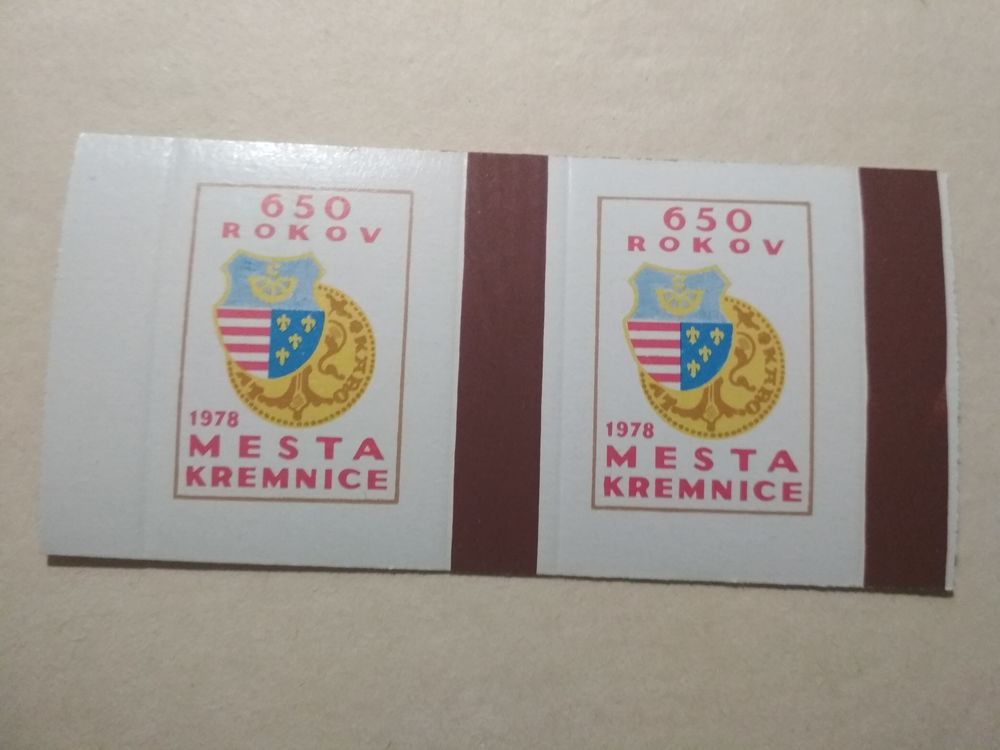 650
ROKOV
1978
MESTA
KREMNICE
650
ROKOV
1978
MESTA
KREMNICE